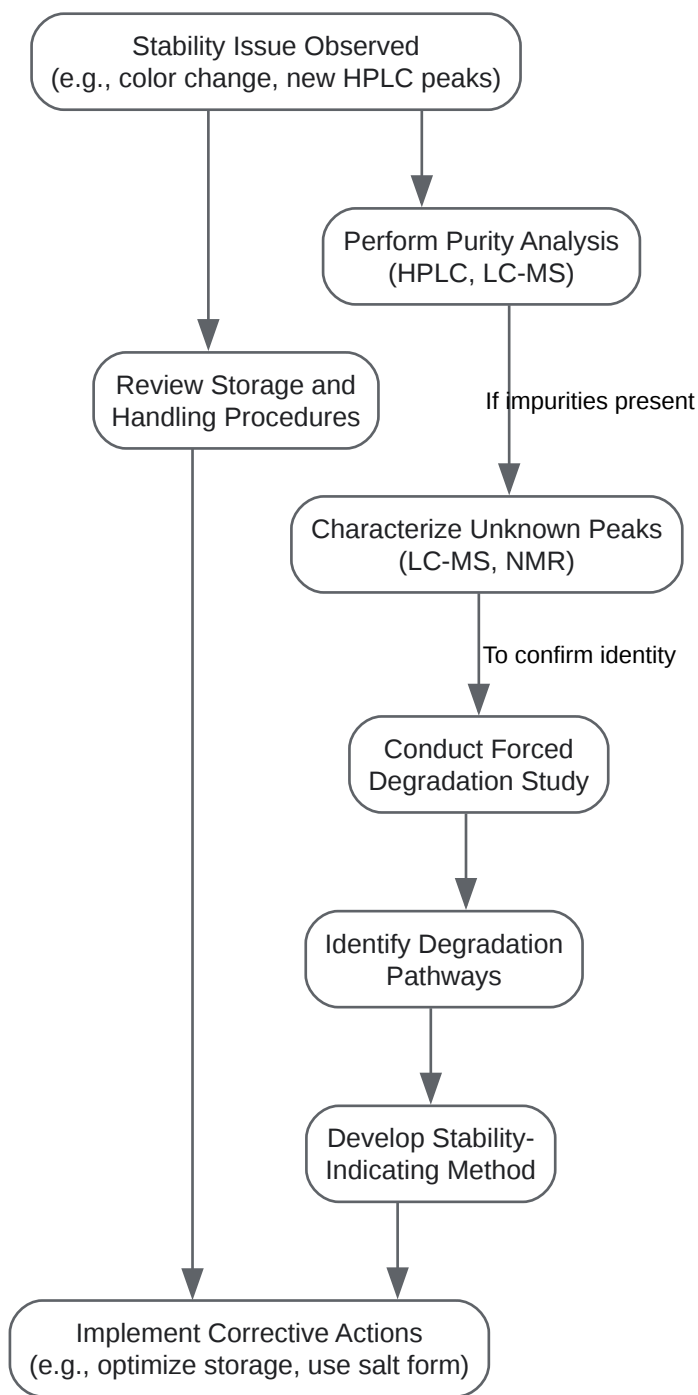 Stability Issue Observed
(e.g., color change, new HPLC peaks)
Perform Purity Analysis
(HPLC, LC-MS)
Review Storage and
Handling Procedures
If impurities present
Characterize Unknown Peaks
(LC-MS, NMR)
To confirm identity
Conduct Forced
Degradation Study
Identify Degradation
Pathways
Develop Stability-
Indicating Method
Implement Corrective Actions
(e.g., optimize storage, use salt form)